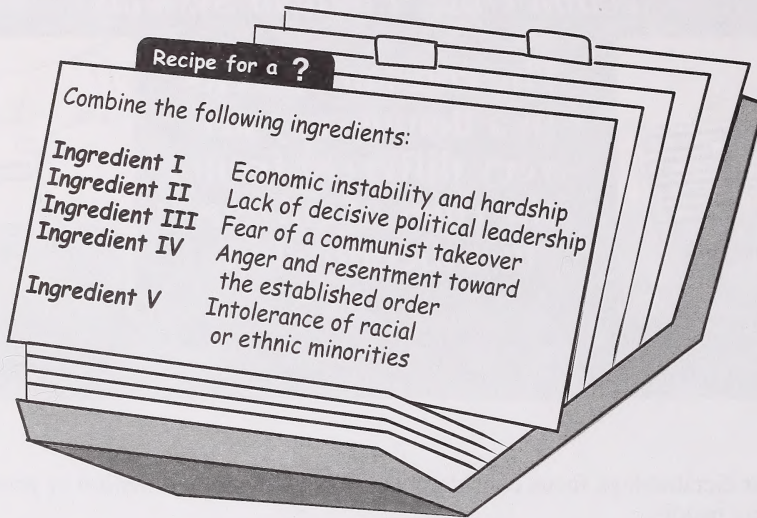 Recipe for a ?
Combine the following ingredients:
Ingredient I Economic instability and hardship
Ingredient II Lack of decisive political leadership
Ingredient III Fear of a communist takeover
Ingredient IV Anger and resentment toward
the established order
Ingredient V Intolerance of racial
or ethnic minorities